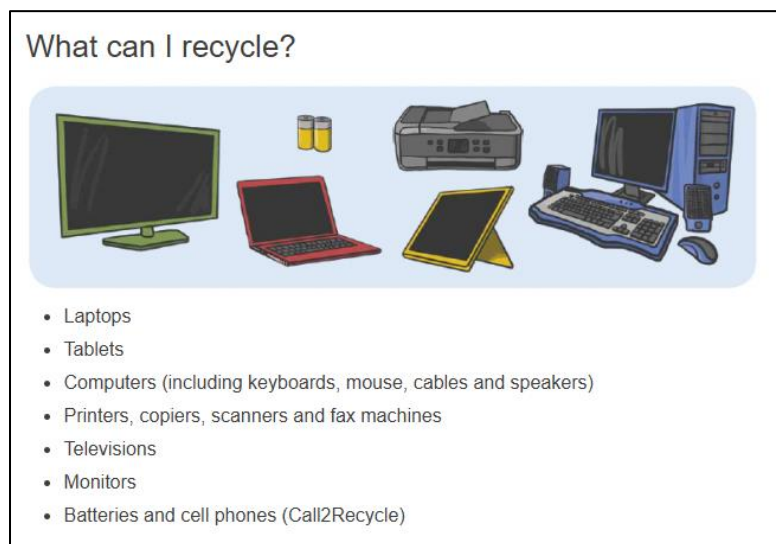 What can I recycle?
• Laptops
• Tablets
• Computers (including keyboards, mouse, cables and speakers)
• Printers, copiers, scanners and fax machines
• Televisions
• Monitors
• Batteries and cell phones (Call2Recycle)